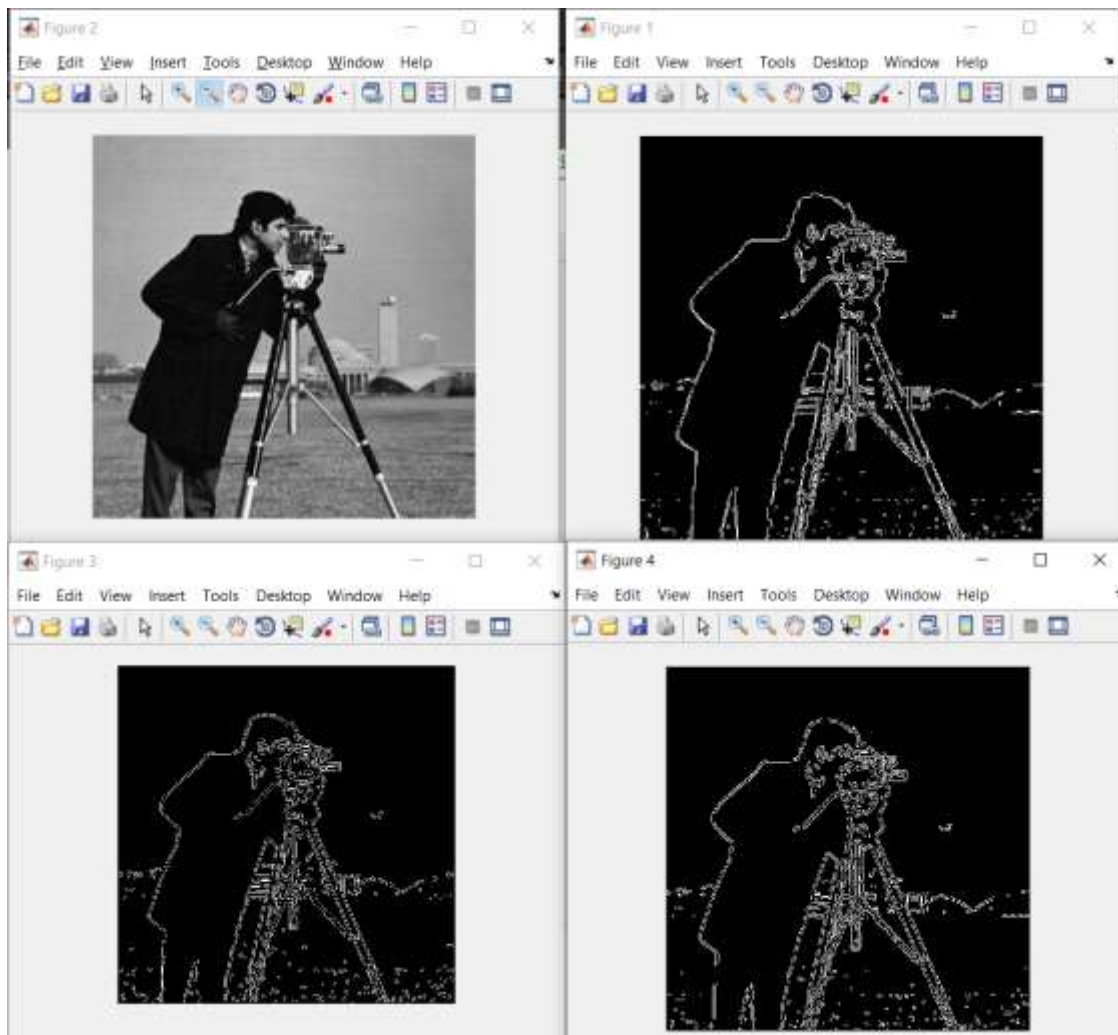 Figure 2
File Edit View Insert Tools Desktop Window Help
Figure 1
File Edit View Insert Tools Desktop Window Help
Figure 3
File Edit View Insert Tools Desktop Window Help
Figure 4
File Edit View Insert Tools Desktop Window Help